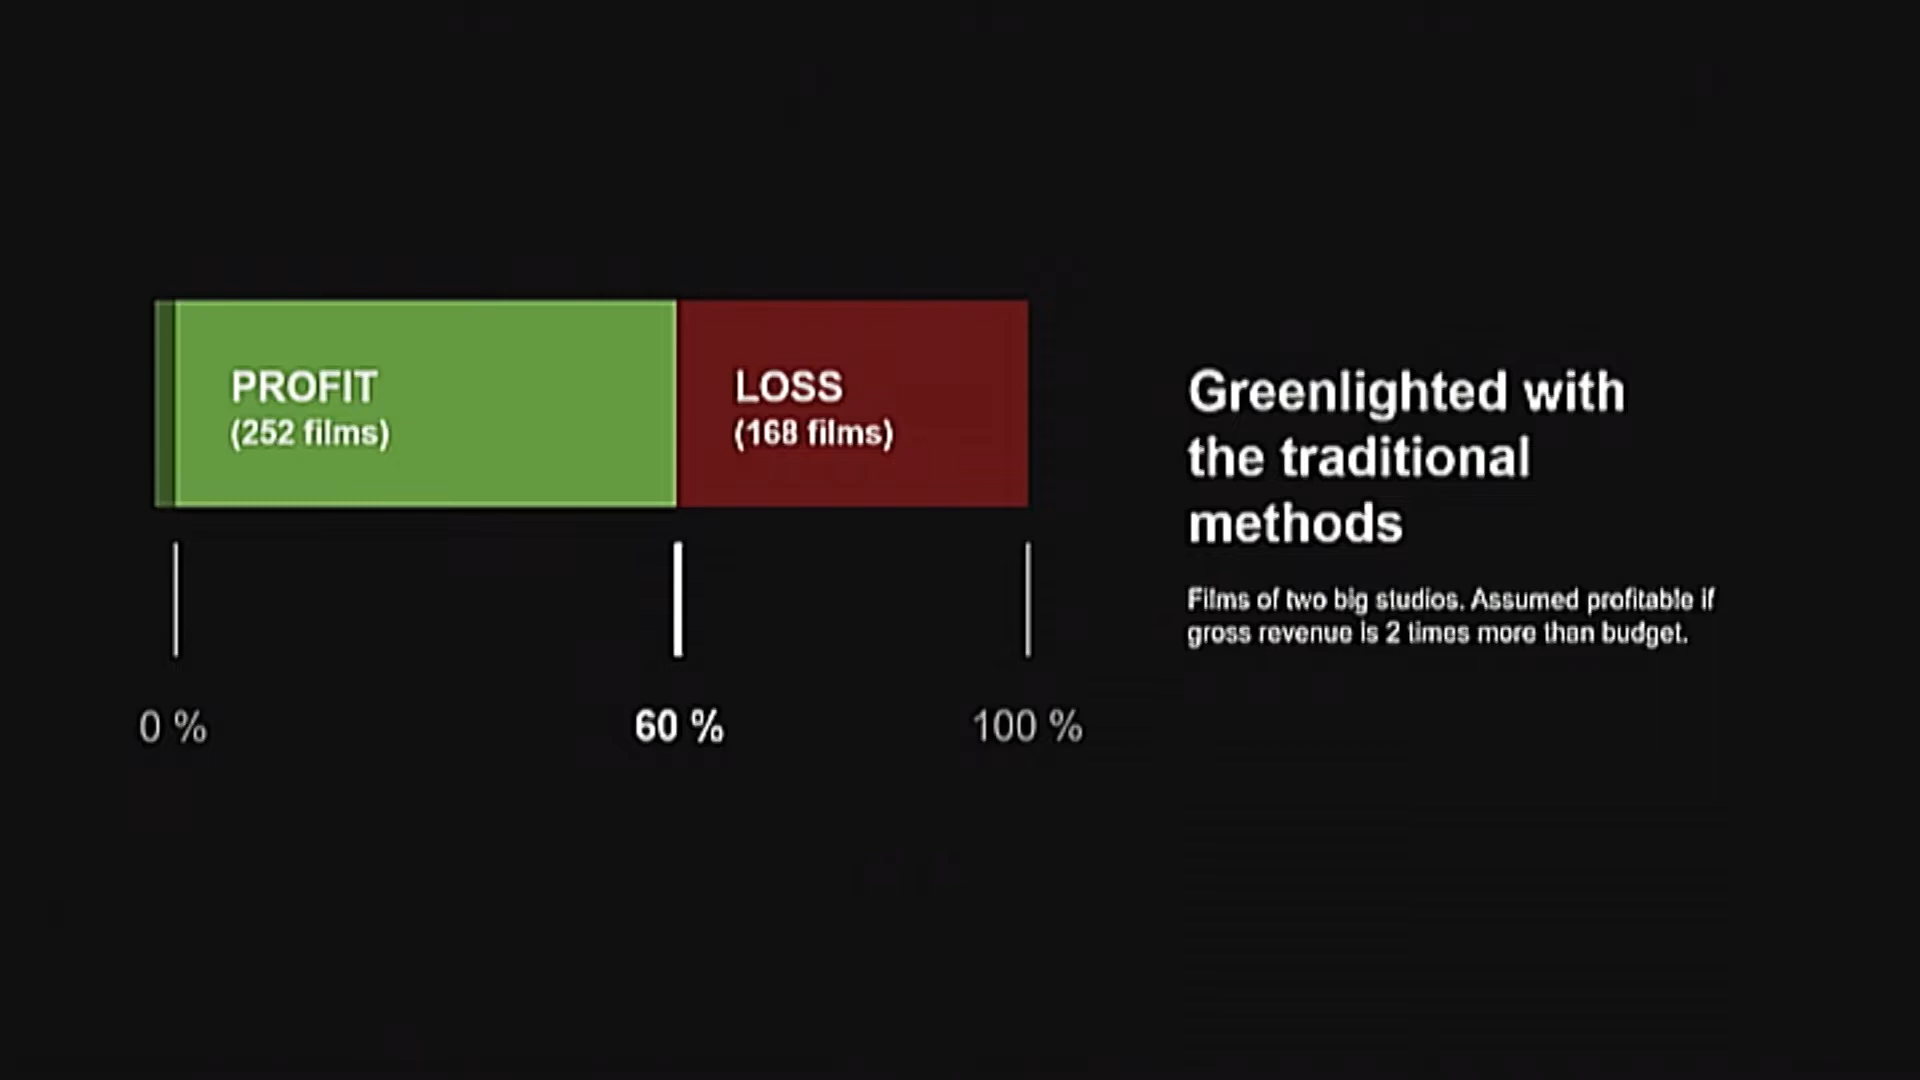 PROFIT
(252 films)
LOSS
(168 films)
0 %
60 %
100 %
Greenlighted with
the traditional
methods
Films of two big studios. Assumed profitable if
gross revenue is 2 times more than budget.